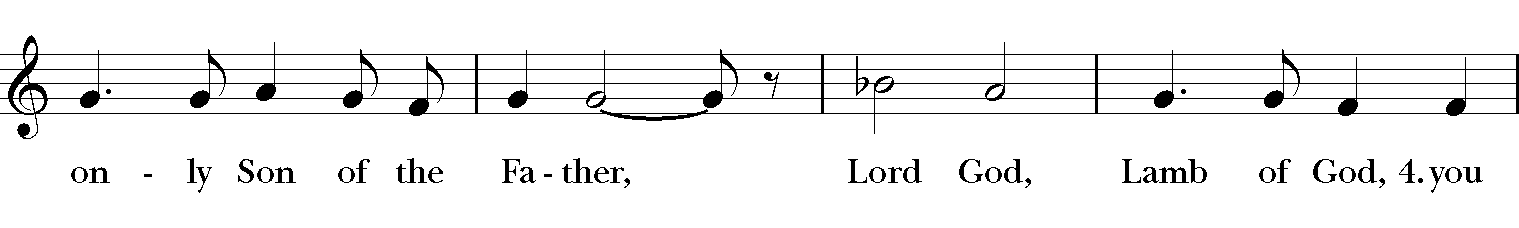 on - ly Son of the Fa - ther, Lord God, Lamb of God, 4. you